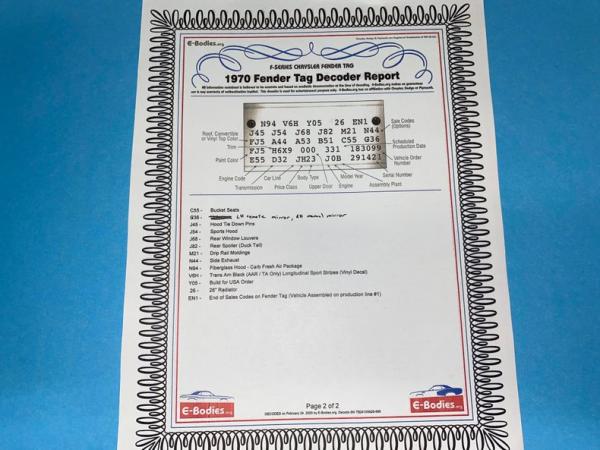 E-Bodies.org
F-SERIES CHRYSLER FENDER TAG
1970 Fender Tag Decoder Report
N94 V6H Y05 26 EN1
J45 J54 J68 J82 M21 N44
FJ5 A44 A53 B51 C55 G36
FJ5 H6X9 000 331 183099
E55 D32 JH23 J0B 291421
Roof, Convertible or Vinyl Top Color
Trim
Paint Color
Engine Code
Transmission
Car Line
Price Class
Body Type
Upper Door
Engine
Model Year
Assembly Plant
Serial Number
Vehicle Order Number
Scheduled Production Date
Sales Codes (Options)
C55 - Bucket Seats
G36 - LH remote mirror, RH manual mirror
J45 - Hood Tie Down Pins
J54 - Sports Hood
J68 - Rear Window Louvers
J82 - Rear Spoiler (Duck Tail)
M21 - Drip Rail Moldings
N44 - Side Exhaust
N94 - Fiberglass Hood - Carb Fresh Air Package
V6H - Trans Am Black (AAR / TA Only) Longitudinal Sport Stripes (Vinyl Decal)
Y05 - Build for USA Order
26 - 26" Radiator
EN1 - End of Sales Codes on Fender Tag (Vehicle Assembled on production line #1)
Page 2 of 2
E-Bodies.org
E-Bodies.org